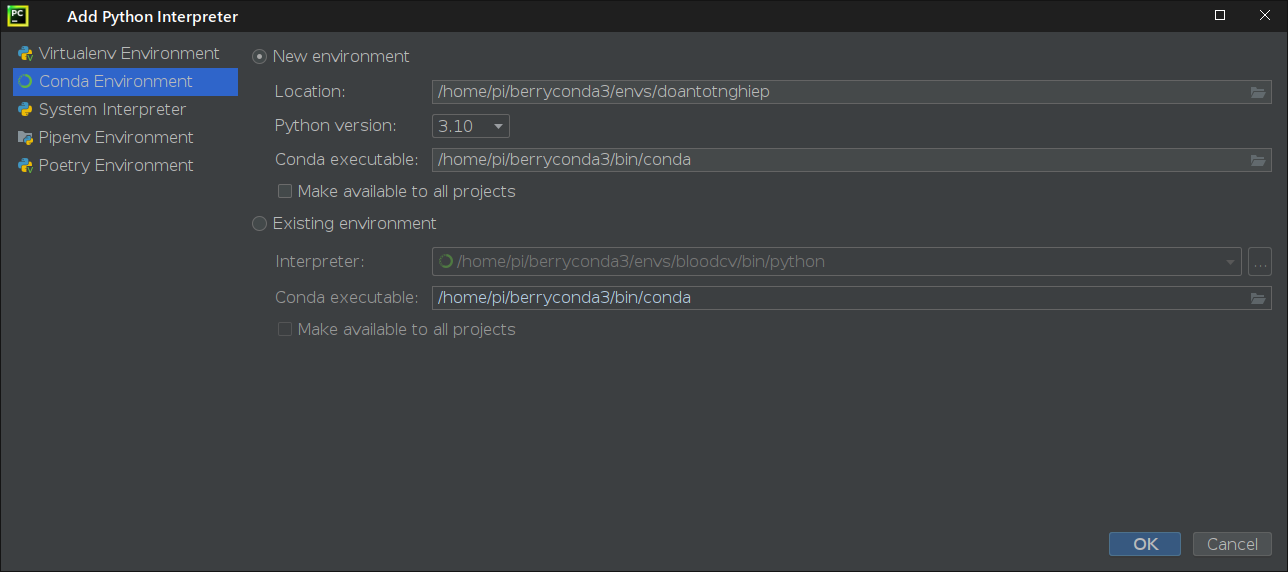 PC
Add Python Interpreter
Virtualenv Environment
Conda Environment
System Interpreter
Pipenv Environment
Poetry Environment
New environment
Location: /home/pi/berryconda3/envs/doantotnghiep
Python version: 3.10
Conda executable: /home/pi/berryconda3/bin/conda
Make available to all projects
Existing environment
Interpreter: /home/pi/berryconda3/envs/bloodcv/bin/python ...
Conda executable: /home/pi/berryconda3/bin/conda
Make available to all projects
OK Cancel